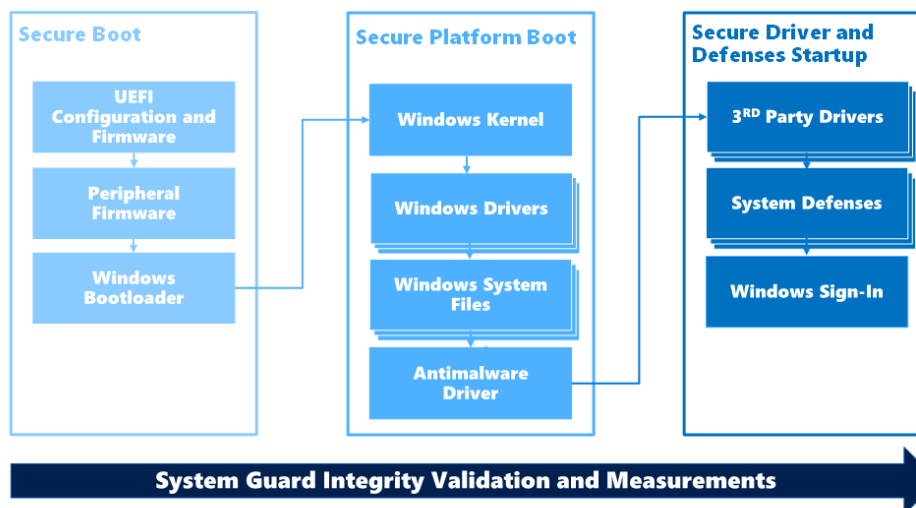 Secure Boot
UEFI
Configuration and
Firmware
Peripheral
Firmware
Windows
Bootloader
Secure Platform Boot
Windows Kernel
Windows Drivers
Windows System
Files
Antimalware
Driver
Secure Driver and
Defenses Startup
3RD Party Drivers
System Defenses
Windows Sign-In
System Guard Integrity Validation and Measurements